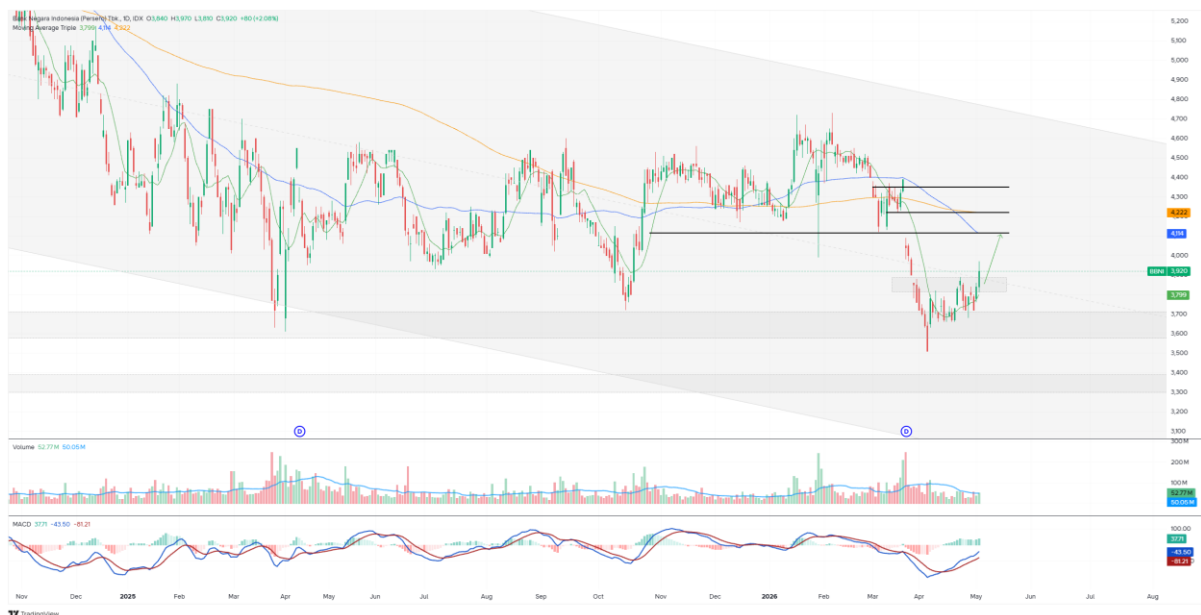 Bank Negara Indonesia (Persero) Tbk., 1D, IDX O3,840 H3,970 L3,810 C3,920 +80 (+2.08%)
Moving Average Triple 3,799 4,114 4,222
5,200
5,100
5,000
4,900
4,800
4,700
4,600
4,500
4,400
4,300
4,222
4,114
4,000
BBNI 3,920
3,799
3,700
3,600
3,500
3,400
3,300
3,200
3,100
D
D
Volume 52.77M 50.05M
300M
200M
100M
52.77M
50.05M
MACD 37.71 −43.50 −81.21
100.00
37.71
−43.50
−81.21
Nov Dec 2025 Feb Mar Apr May Jun Jul Aug Sep Oct Nov Dec 2026 Feb Mar Apr May Jun Jul Aug
TradingView